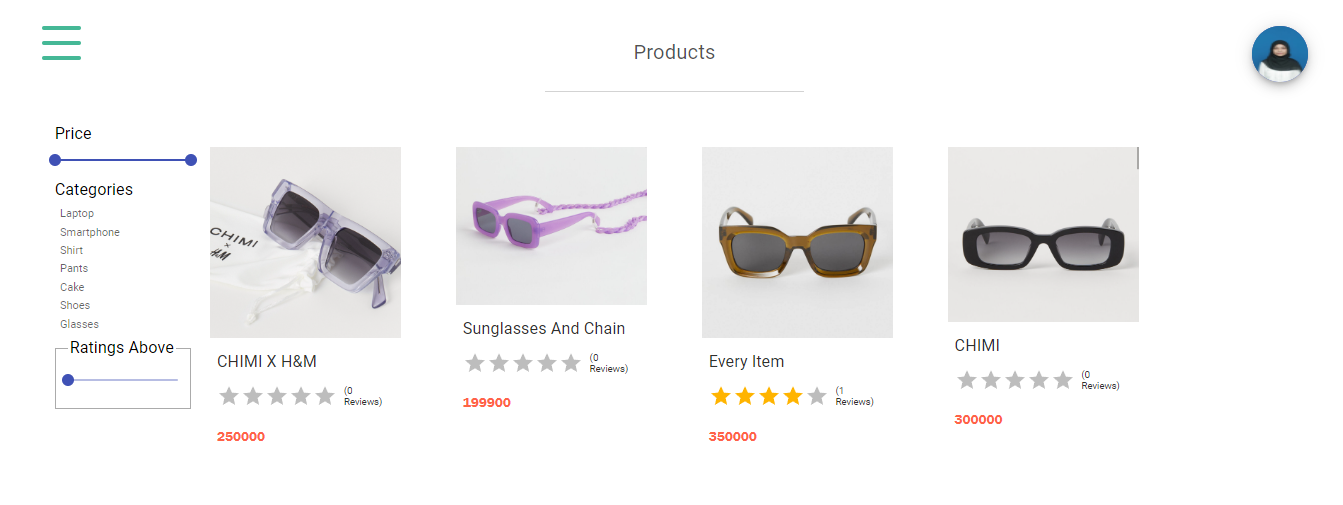 Products
Price
Categories
Laptop
Smartphone
Shirt
Pants
Cake
Shoes
Glasses
Ratings Above
CHIMI
×
H&M
CHIMI X H&M
(0
Reviews)
250000
Sunglasses And Chain
(0
Reviews)
199900
Every Item
(1
Reviews)
350000
CHIMI
(0
Reviews)
300000